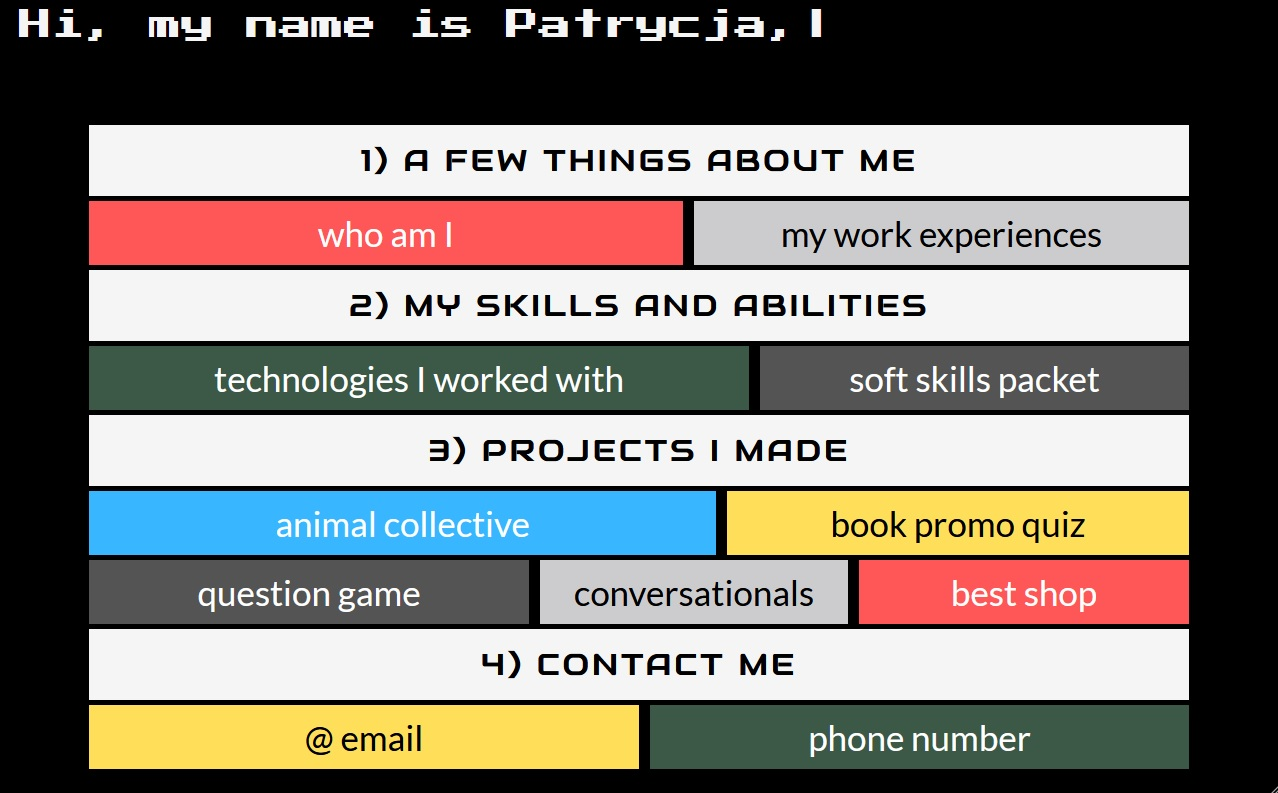 Hi, my name is Patrycja, I
1) A FEW THINGS ABOUT ME
who am I
my work experiences
2) MY SKILLS AND ABILITIES
technologies I worked with
soft skills packet
3) PROJECTS I MADE
animal collective
book promo quiz
question game
conversationals
best shop
4) CONTACT ME
@ email
phone number